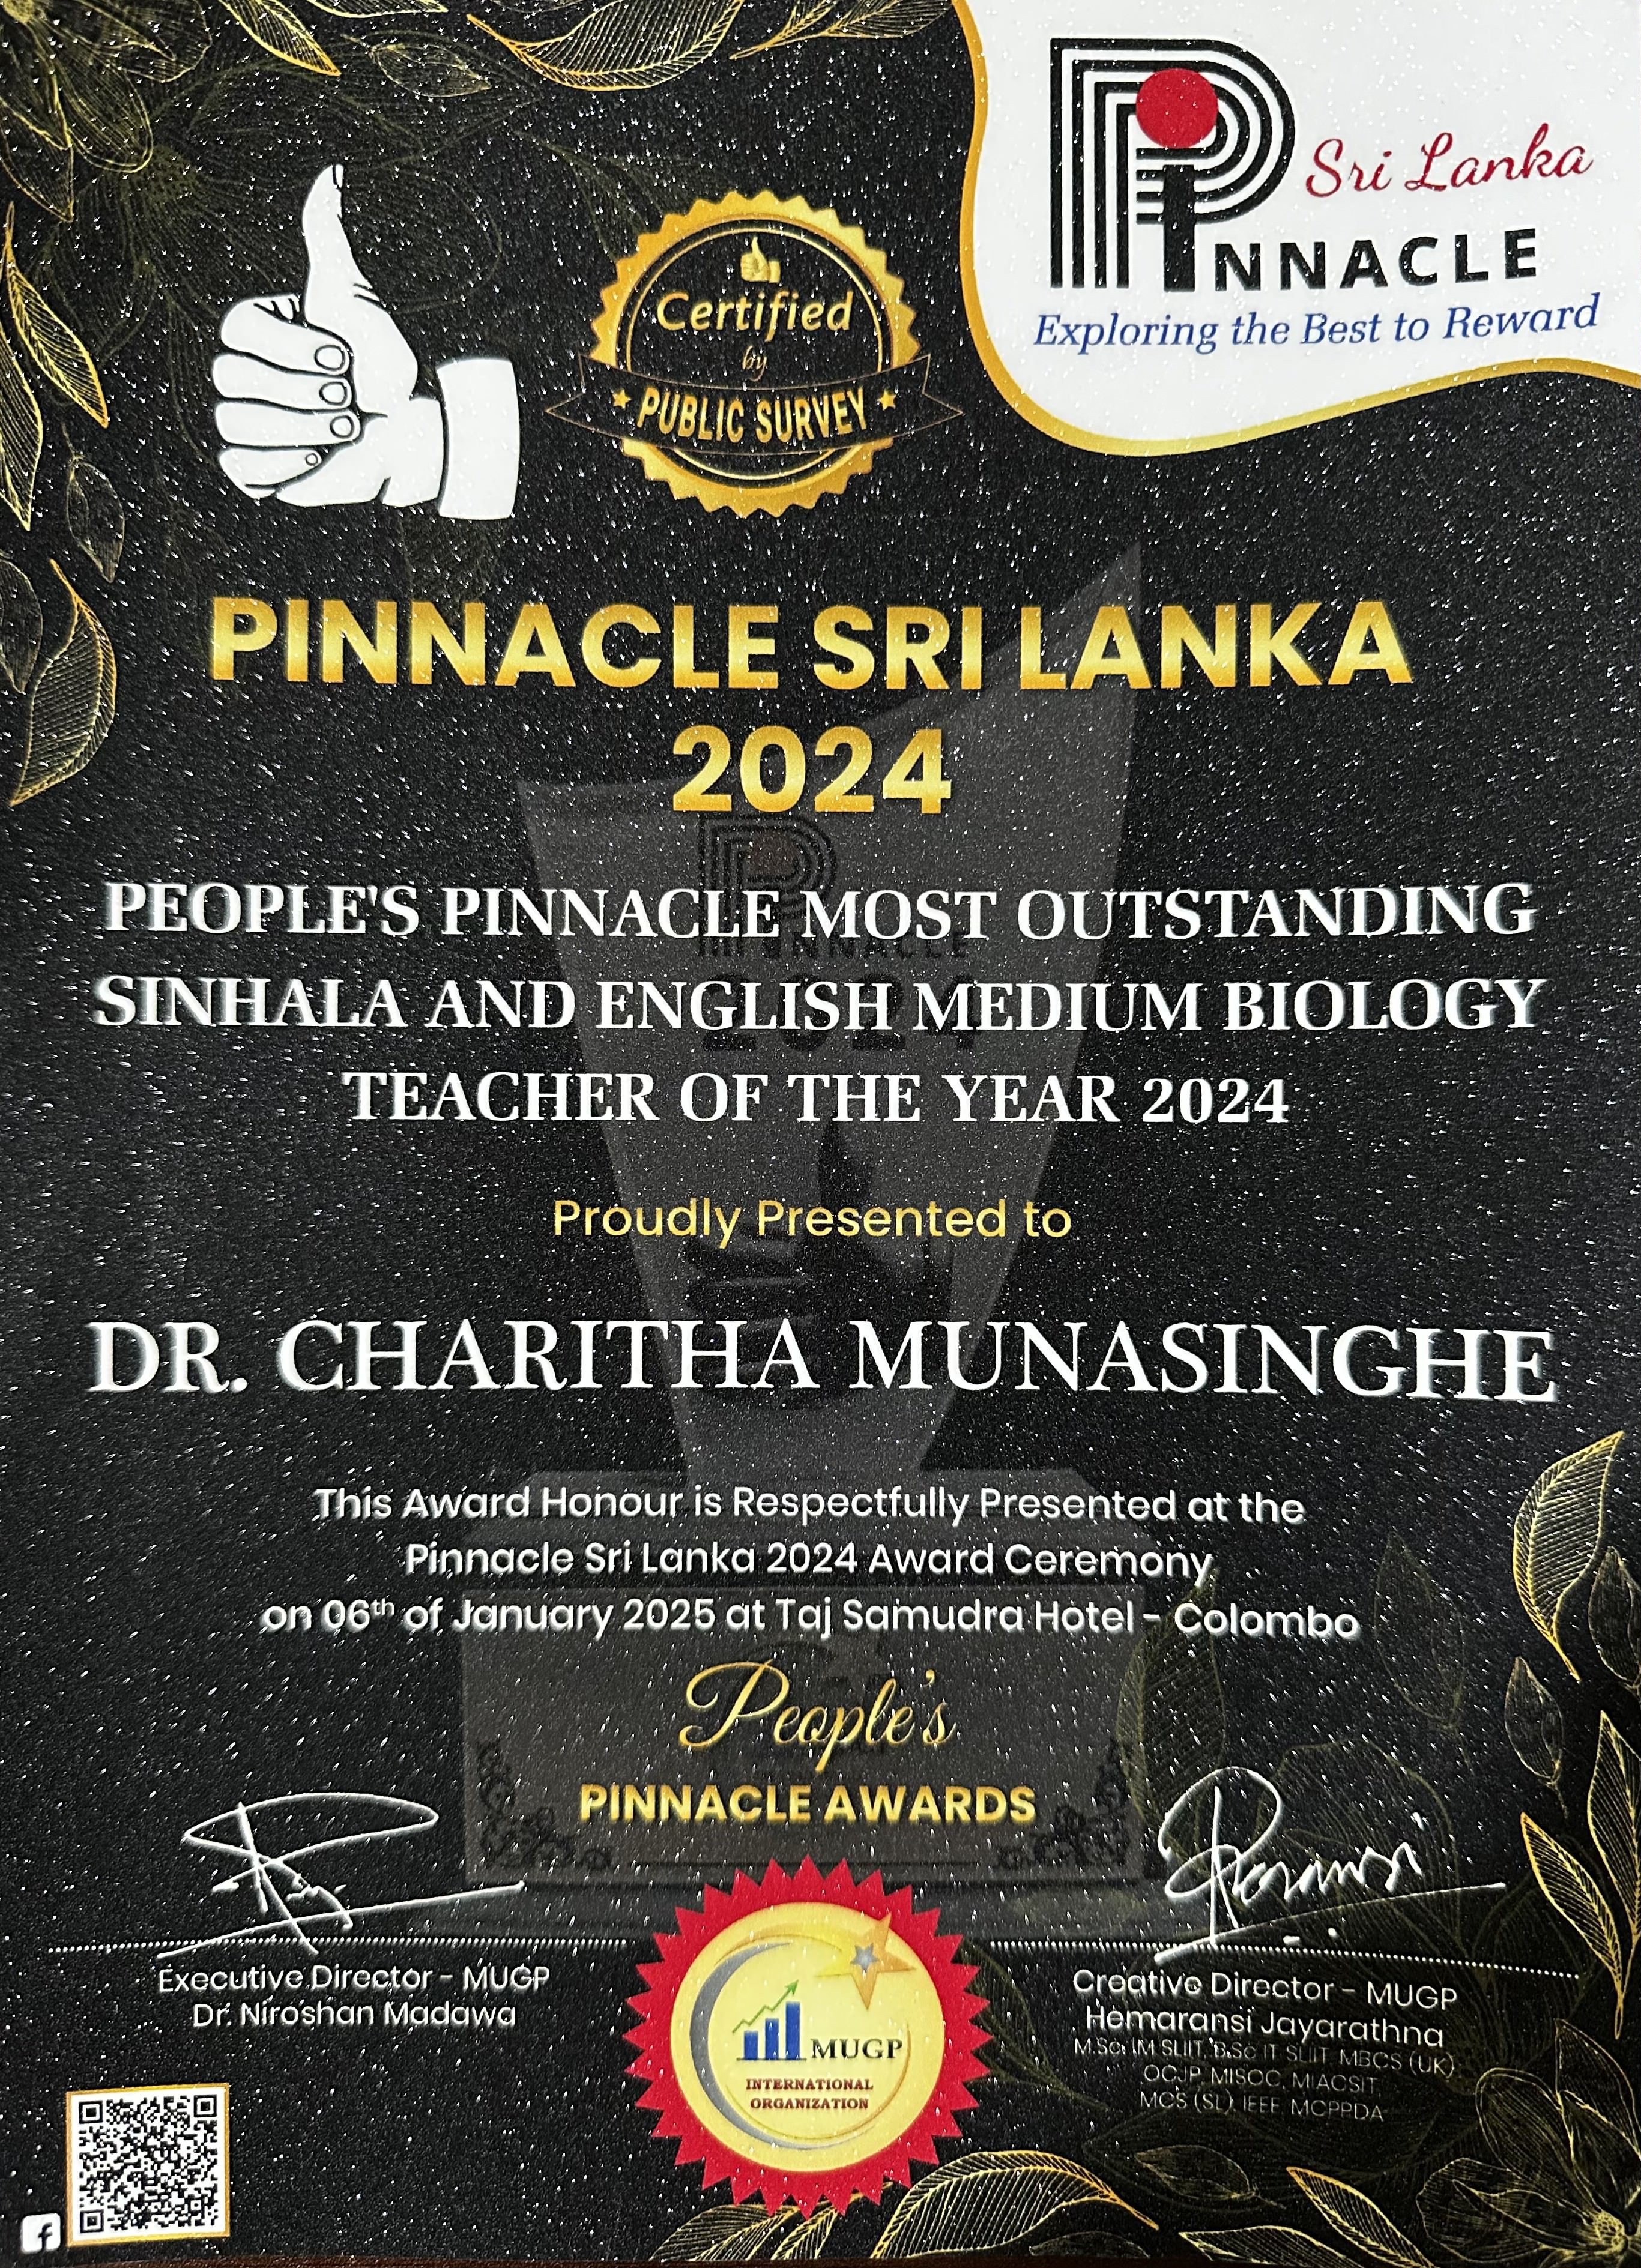 Sri Lanka
PiNNACLE
Exploring the Best to Reward
Certified
by
PUBLIC SURVEY
PINNACLE SRI LANKA
2024
PEOPLE'S PINNACLE MOST OUTSTANDING
SINHALA AND ENGLISH MEDIUM BIOLOGY
TEACHER OF THE YEAR 2024
Proudly Presented to
DR. CHARITHA MUNASINGHE
This Award Honour is Respectfully Presented at the
Pinnacle Sri Lanka 2024 Award Ceremony
on 06th of January 2025 at Taj Samudra Hotel - Colombo
People's
PINNACLE AWARDS
Executive Director - MUGP
Dr. Niroshan Madawa
Creative Director - MUGP
Hemaransi Jayarathna
M.Sc. IM SLIIT, B.Sc IT SLIIT, MBCS (UK)
OCJP, MISOC, MIACSIT,
MCS (SL), IEEE, MCPPDA
MUGP
INTERNATIONAL
ORGANIZATION
f